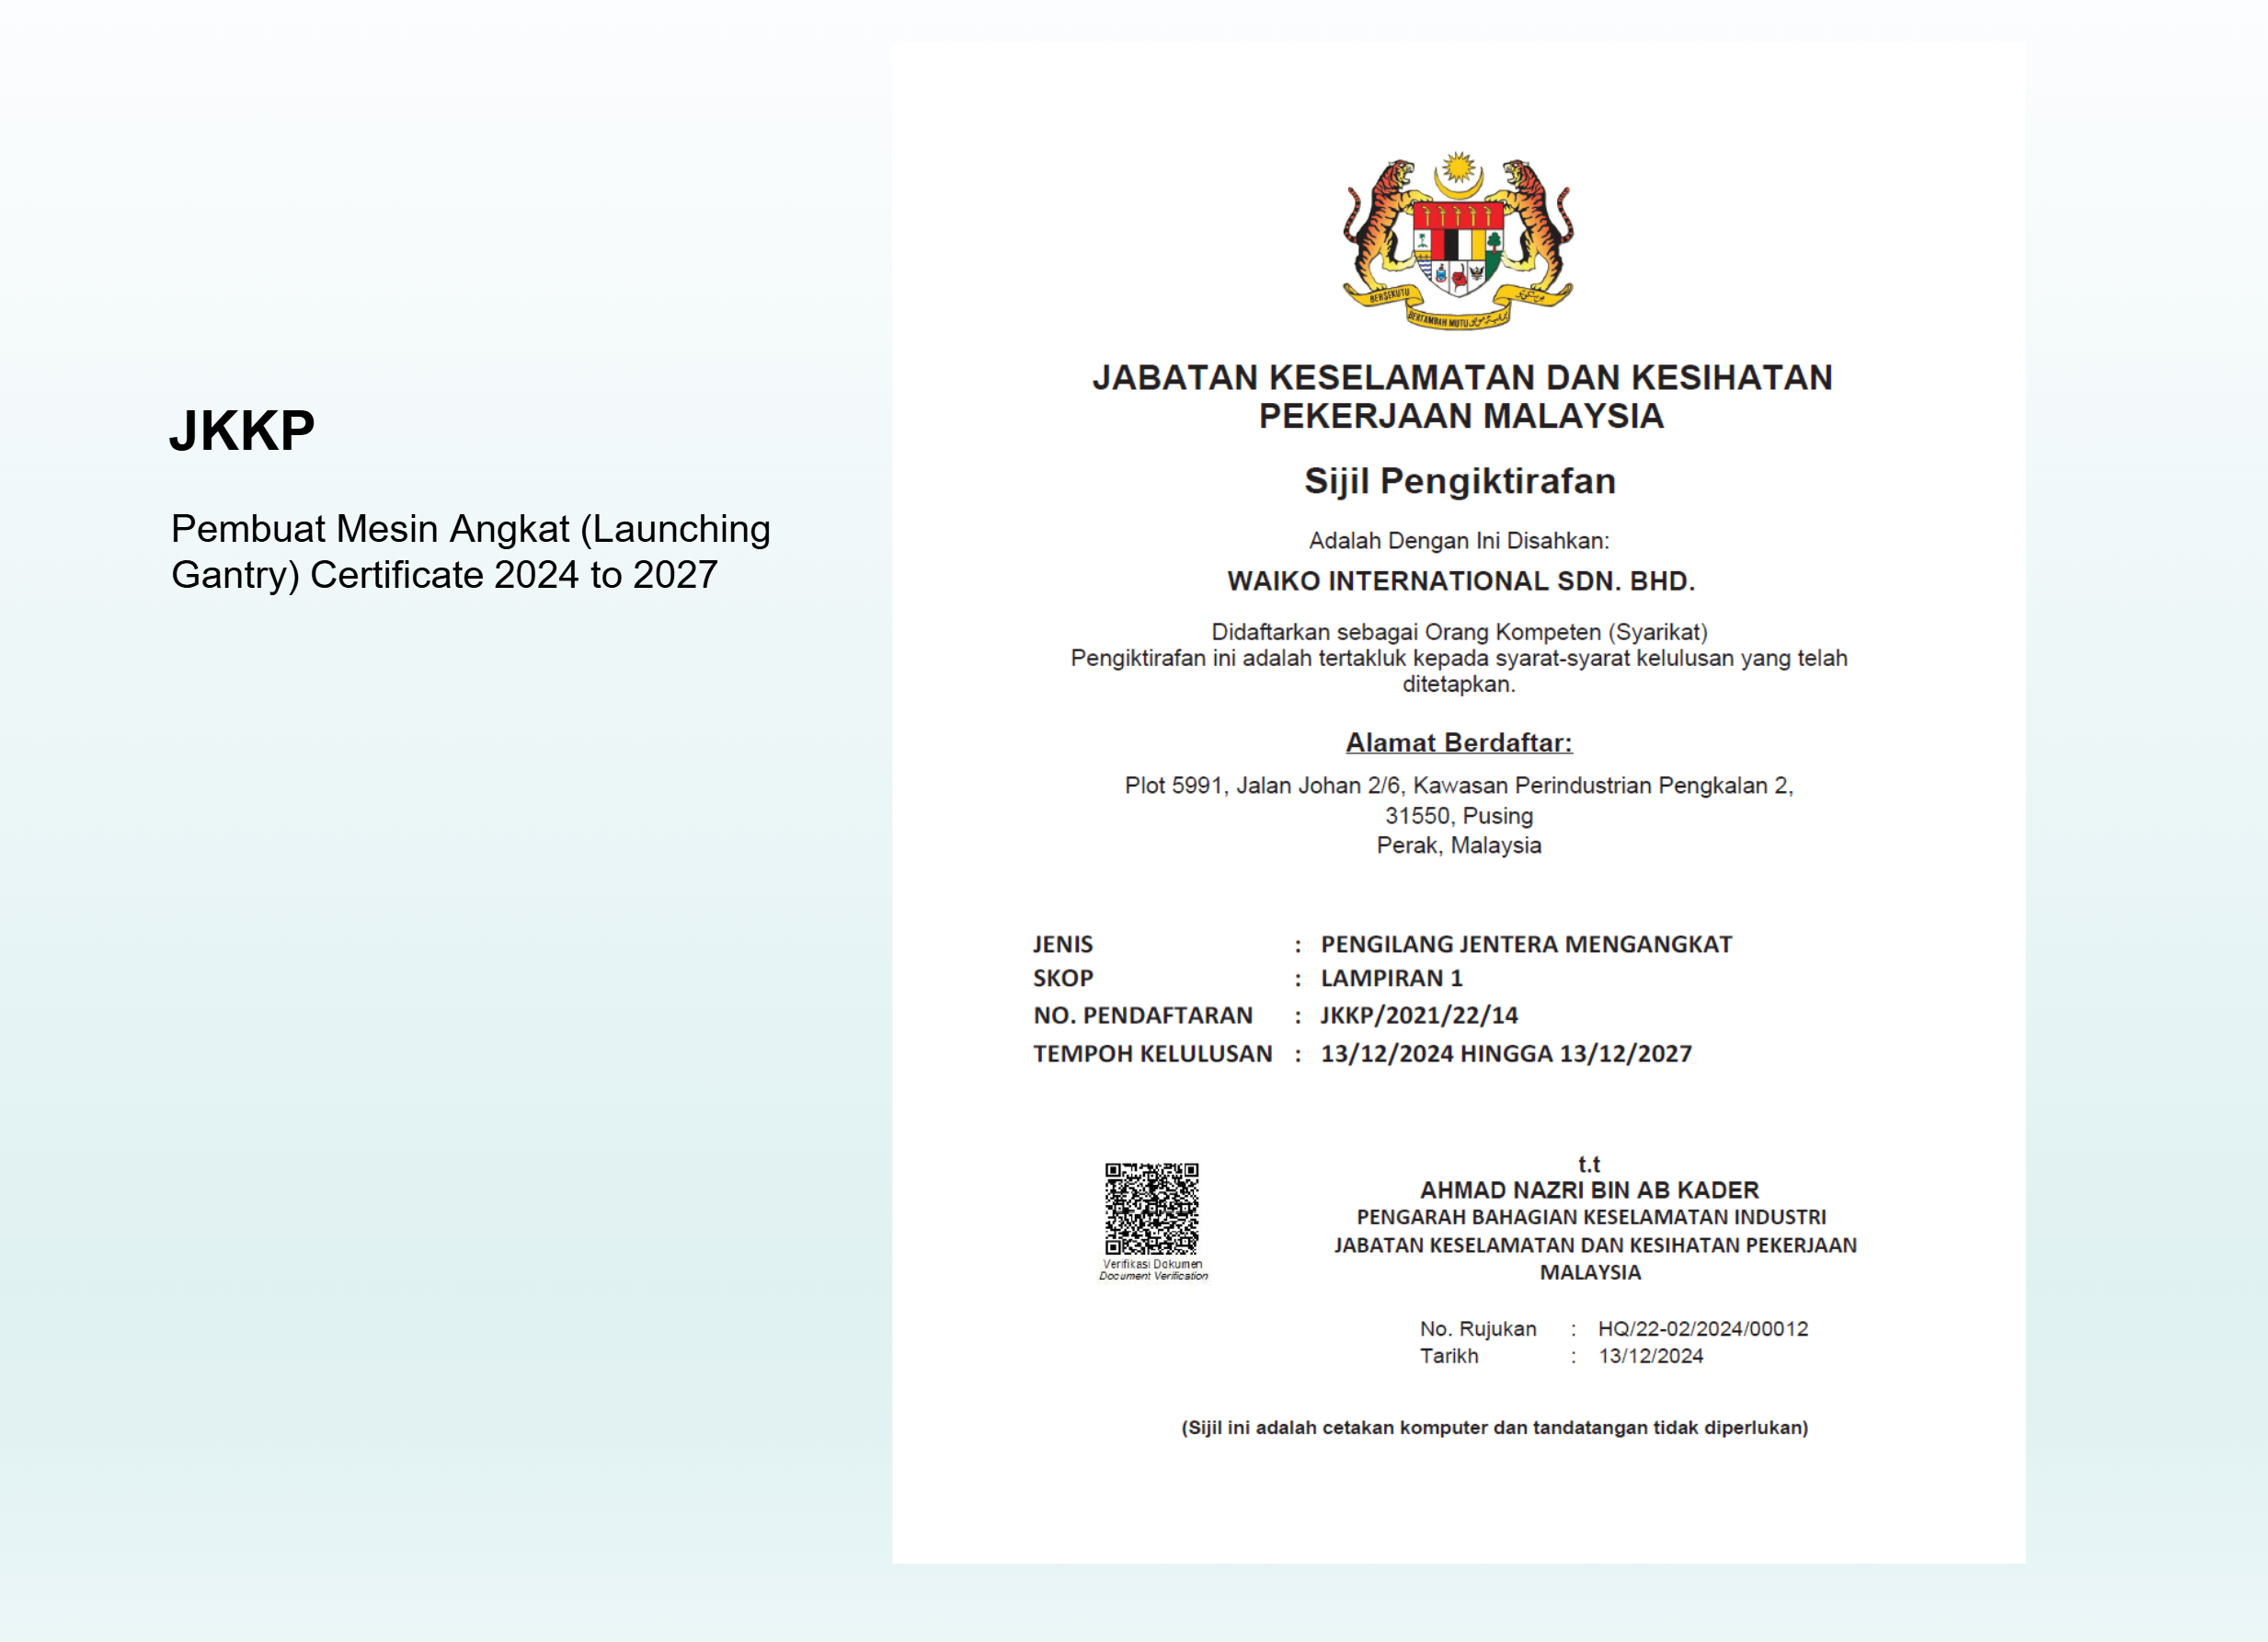 JKKP
Pembuat Mesin Angkat (Launching
Gantry) Certificate 2024 to 2027
BERSEKUTU
BERTAMBAH MUTU
JABATAN KESELAMATAN DAN KESIHATAN
PEKERJAAN MALAYSIA
Sijil Pengiktirafan
Adalah Dengan Ini Disahkan:
WAIKO INTERNATIONAL SDN. BHD.
Didaftarkan sebagai Orang Kompeten (Syarikat)
Pengiktirafan ini adalah tertakluk kepada syarat-syarat kelulusan yang telah
ditetapkan.
Alamat Berdaftar:
Plot 5991, Jalan Johan 2/6, Kawasan Perindustrian Pengkalan 2,
31550, Pusing
Perak, Malaysia
JENIS : PENGILANG JENTERA MENGANGKAT
SKOP : LAMPIRAN 1
NO. PENDAFTARAN : JKKP/2021/22/14
TEMPOH KELULUSAN : 13/12/2024 HINGGA 13/12/2027
Verifikasi Dokumen
Document Verification
t.t
AHMAD NAZRI BIN AB KADER
PENGARAH BAHAGIAN KESELAMATAN INDUSTRI
JABATAN KESELAMATAN DAN KESIHATAN PEKERJAAN
MALAYSIA
No. Rujukan : HQ/22-02/2024/00012
Tarikh : 13/12/2024
(Sijil ini adalah cetakan komputer dan tandatangan tidak diperlukan)